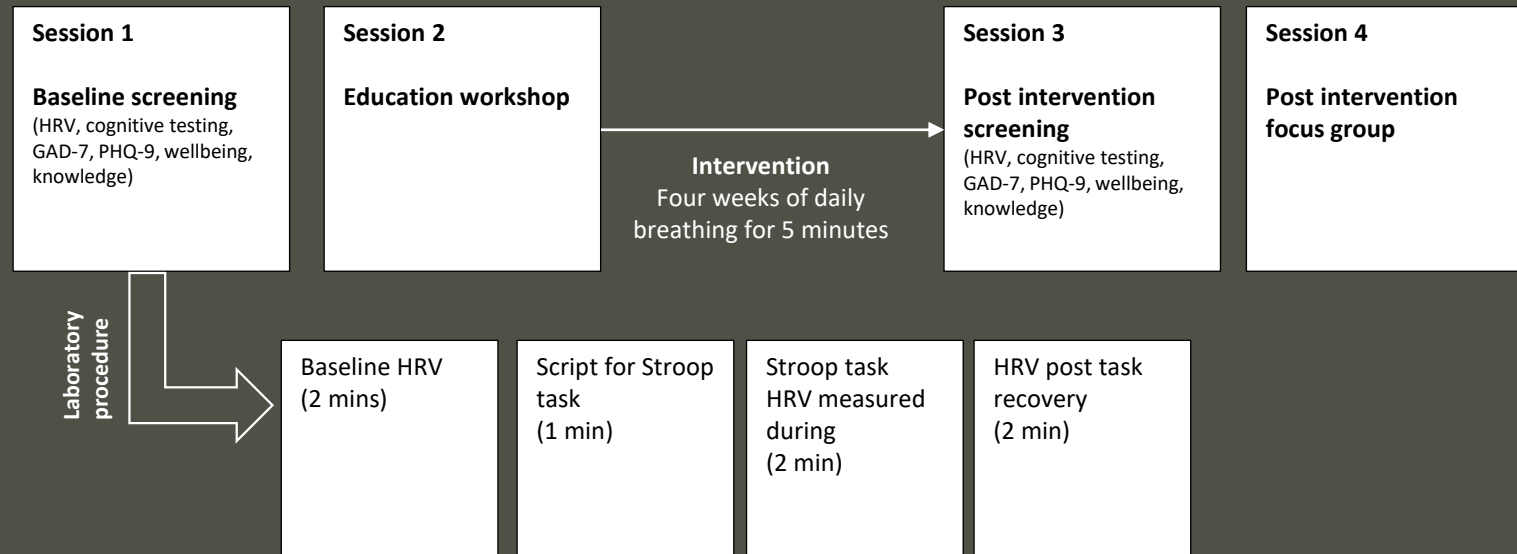 Session 1
Baseline screening
(HRV, cognitive testing,
GAD-7, PHQ-9, wellbeing,
knowledge)
Session 2
Education workshop
Intervention
Four weeks of daily
breathing for 5 minutes
Session 3
Post intervention
screening
(HRV, cognitive testing,
GAD-7, PHQ-9, wellbeing,
knowledge)
Session 4
Post intervention
focus group
Laboratory
procedure
Baseline HRV
(2 mins)
Script for Stroop
task
(1 min)
Stroop task
HRV measured
during
(2 min)
HRV post task
recovery
(2 min)